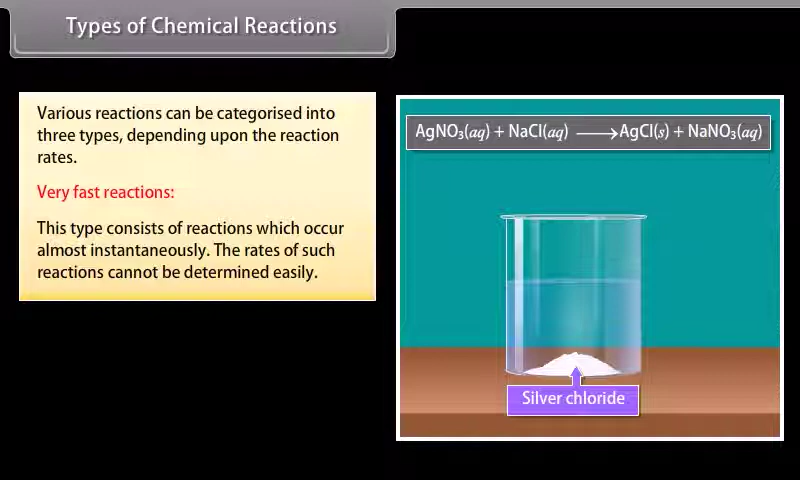 Types of Chemical Reactions
Various reactions can be categorised into
three types, depending upon the reaction
rates.
Very fast reactions:
This type consists of reactions which occur
almost instantaneously. The rates of such
reactions cannot be determined easily.
AgNO₃(aq) + NaCl(aq) ⟶ AgCl(s) + NaNO₃(aq)
Silver chloride